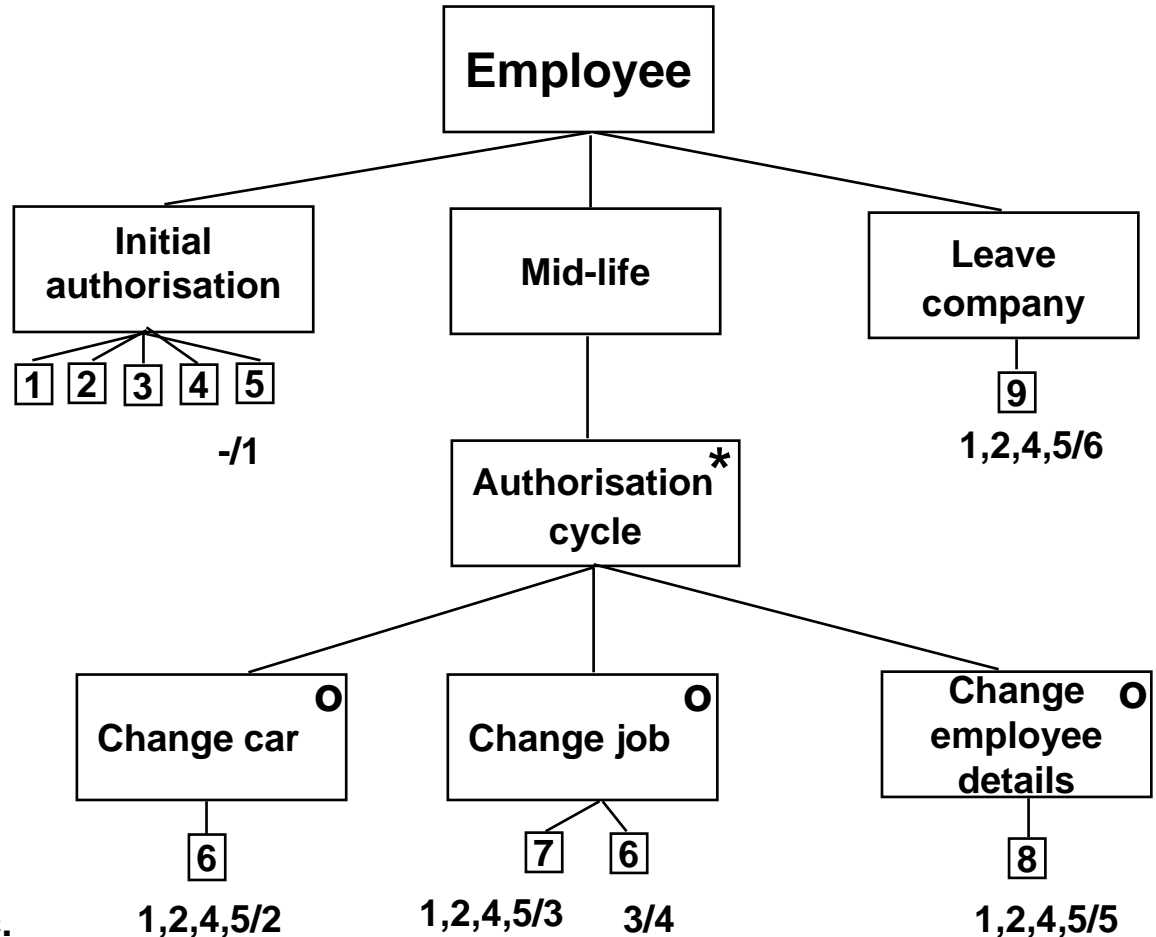 Employee
Initial
authorisation
Mid-life
Leave
company
1 2 3 4 5
9
-/1
1,2,4,5/6
Authorisation*
cycle
Change car o
Change job o
Change o
employee
details
6
7 6
8
1,2,4,5/2
1,2,4,5/3
3/4
1,2,4,5/5